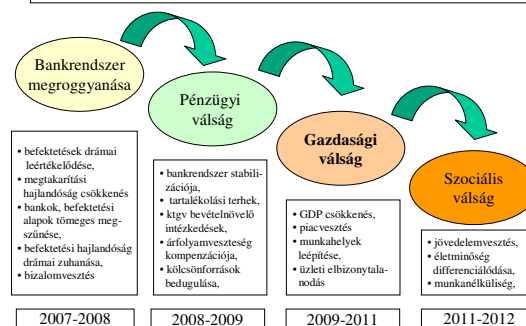 Bankrendszer
megroggyanása
Pénzügyi
válság
Gazdasági
válság
Szociális
válság
• befektetések drámai
leértékelődése,
• megtakarítási
hajlandóság csökkenés
• bankok, befektetési
alapok tömeges meg-
szűnése,
• befektetési hajlandóság
drámai zuhanása,
• bizalomvesztés
• bankrendszer stabili-
zációja,
• tartalékolási terhek,
• ktgv bevételnövelő
intézkedések,
• árfolyamveszteség
kompenzációja,
• kölcsönforrások
bedugulása,
• GDP csökkenés,
• piacvesztés
• munkahelyek
leépítése,
• üzleti elbizonytala-
nodás
• jövedelemvesztés,
• életminőség
differenciálódása,
• munkanélküliség,
2007-2008
2008-2009
2009-2011
2011-2012